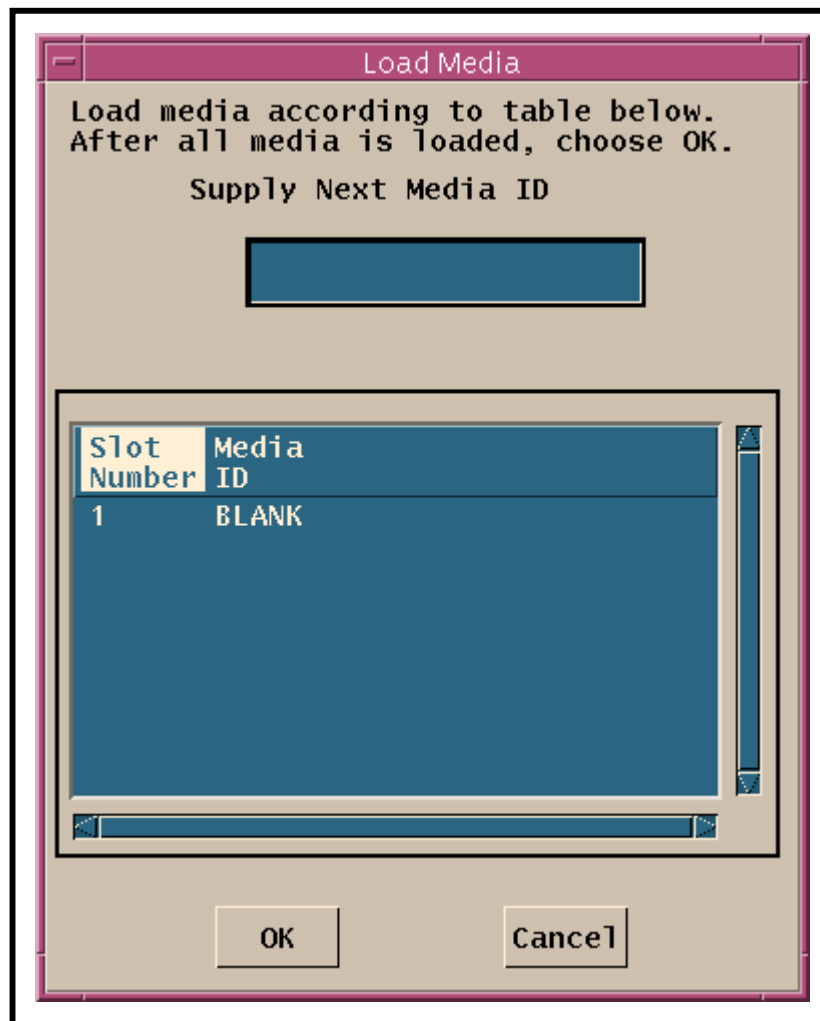 Load Media
Load media according to table below.
After all media is loaded, choose OK.
Supply Next Media ID
Slot Number Media ID
1 BLANK
OK Cancel